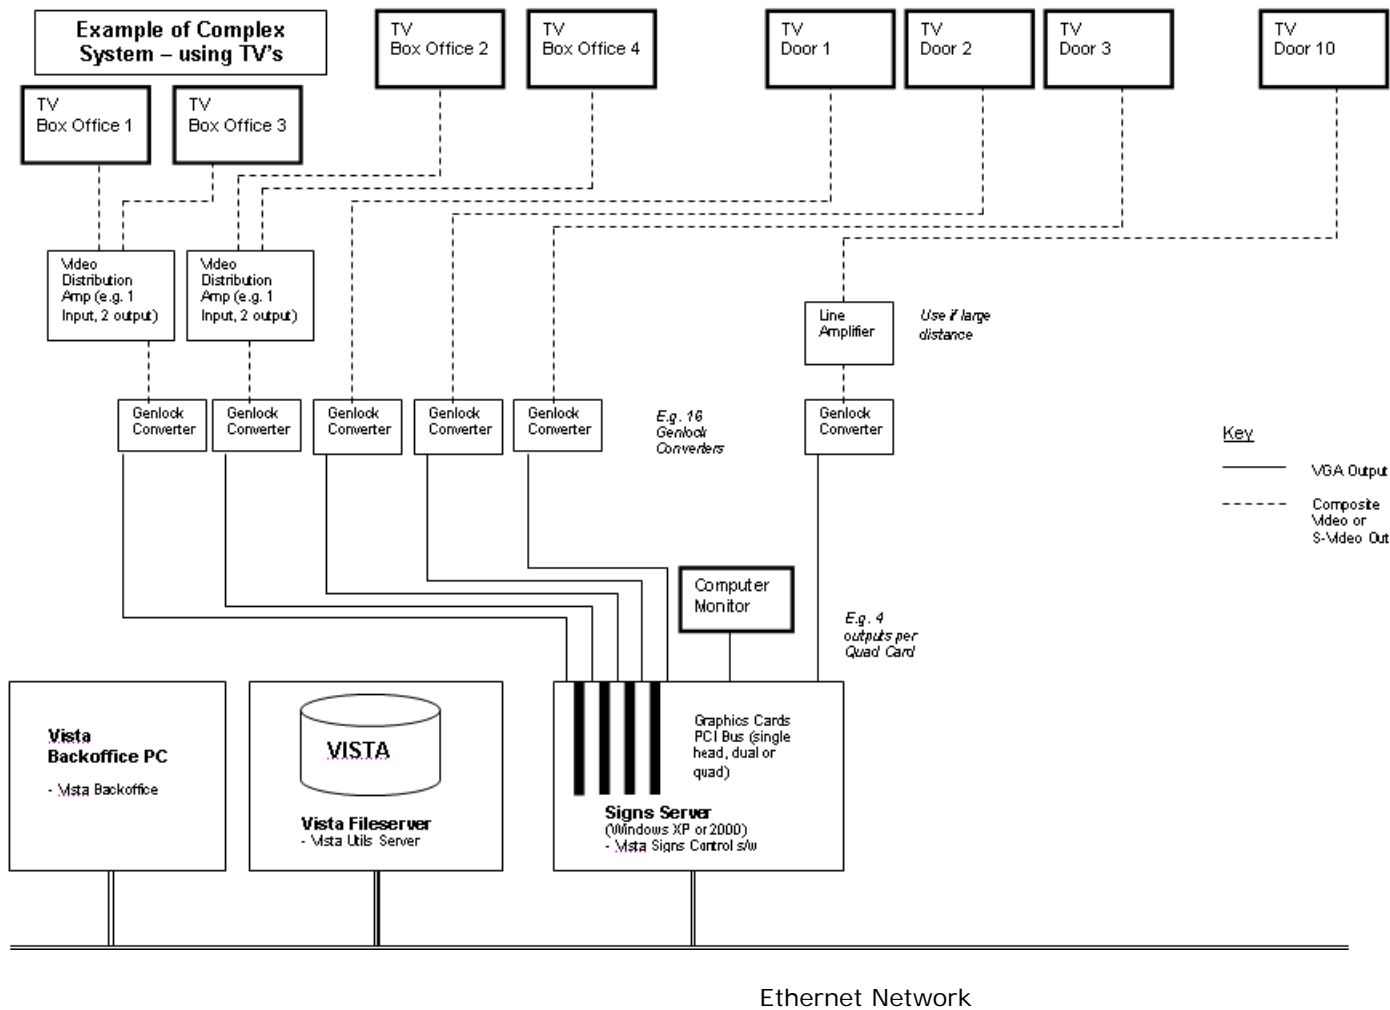 Example of Complex
System – using TV's
TV
Box Office 2
TV
Box Office 4
TV
Door 1
TV
Door 2
TV
Door 3
TV
Door 10
TV
Box Office 1
TV
Box Office 3
Video
Distribution
Amp (e.g. 1
Input, 2 output)
Video
Distribution
Amp (e.g. 1
Input, 2 output)
Line
Amplifier
Use if large
distance
Genlock
Converter
Genlock
Converter
Genlock
Converter
Genlock
Converter
Genlock
Converter
E.g. 16
Genlock
Converters
Genlock
Converter
Key
VGA Output
Composite
Video or
S-Video Out
Computer
Monitor
E.g. 4
outputs per
Quad Card
Vista
Backoffice PC
- Vista Backoffice
VISTA
Vista Fileserver
- Vista Utils Server
Graphics Cards
PCI Bus (single
head, dual or
quad)
Signs Server
(Windows XP or 2000)
- Vista Signs Control s/w
Ethernet Network